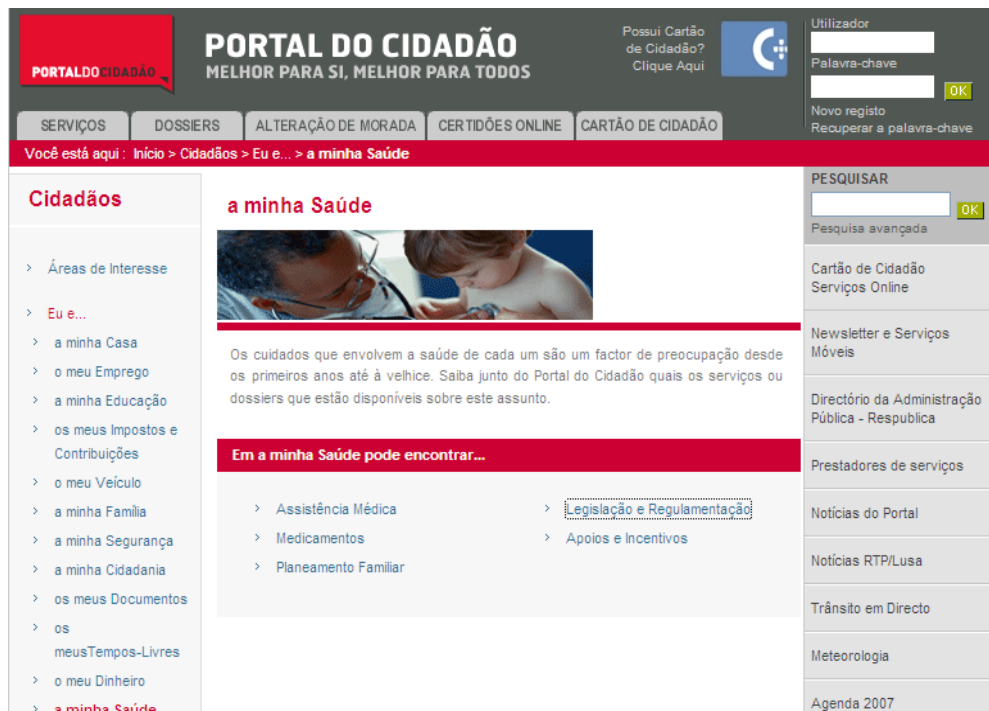 PORTALDOCIDADÃO
PORTAL DO CIDADÃO
MELHOR PARA SI, MELHOR PARA TODOS
Possui Cartão
de Cidadão?
Clique Aqui
Utilizador
Palavra-chave
OK
Novo registo
Recuperar a palavra-chave
SERVIÇOS
DOSSIERS
ALTERAÇÃO DE MORADA
CERTIDÕES ONLINE
CARTÃO DE CIDADÃO
Você está aqui : Início > Cidadãos > Eu e... > a minha Saúde
Cidadãos
> Áreas de Interesse
> Eu e...
> a minha Casa
> o meu Emprego
> a minha Educação
> os meus Impostos e
Contribuições
> o meu Veículo
> a minha Família
> a minha Segurança
> a minha Cidadania
> os meus Documentos
> os
meusTempos-Livres
> o meu Dinheiro
> a minha Saúde
a minha Saúde
Os cuidados que envolvem a saúde de cada um são um factor de preocupação desde
os primeiros anos até à velhice. Saiba junto do Portal do Cidadão quais os serviços ou
dossiers que estão disponíveis sobre este assunto.
Em a minha Saúde pode encontrar...
> Assistência Médica
> Medicamentos
> Planeamento Familiar
> Legislação e Regulamentação
> Apoios e Incentivos
PESQUISAR
OK
Pesquisa avançada
Cartão de Cidadão
Serviços Online
Newsletter e Serviços
Móveis
Directório da Administração
Pública - Respublica
Prestadores de serviços
Notícias do Portal
Notícias RTP/Lusa
Trânsito em Directo
Meteorologia
Agenda 2007